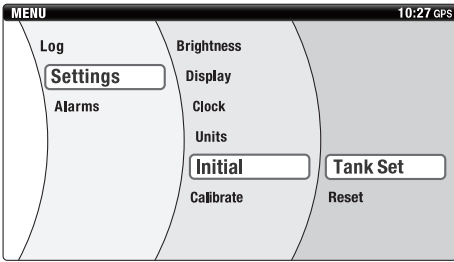 MENU 10:27 GPS
Log
Settings
Alarms
Brightness
Display
Clock
Units
Initial
Calibrate
Tank Set
Reset